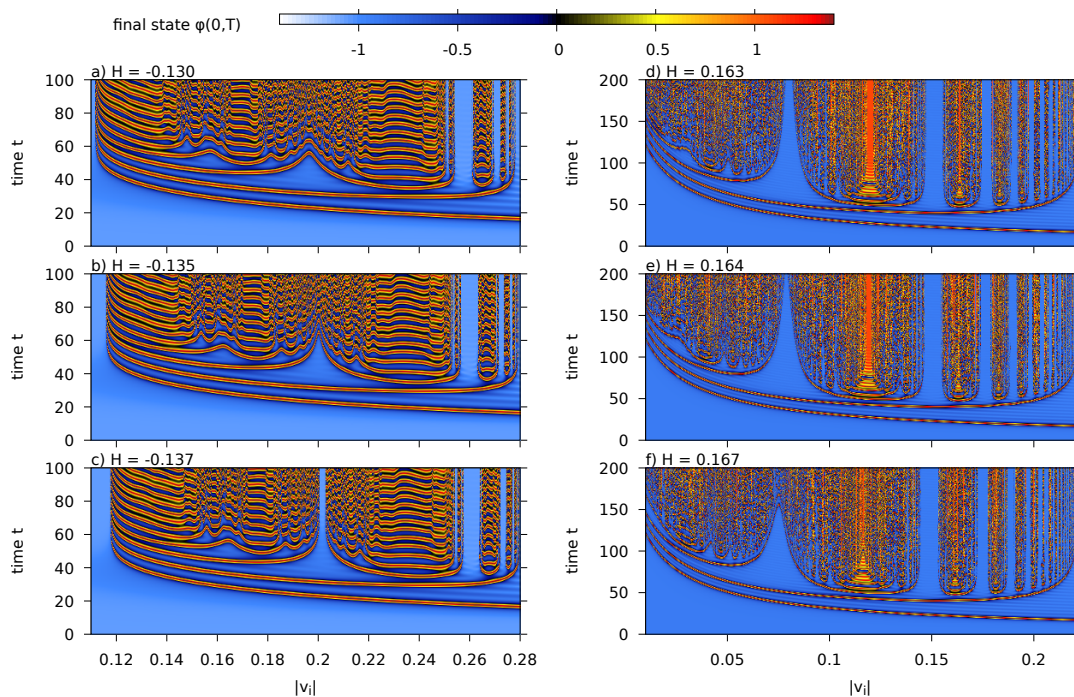 final state φ(0,T)
-1 -0.5 0 0.5 1
a) H = -0.130
time t
100
80
60
40
20
0
b) H = -0.135
time t
100
80
60
40
20
0
c) H = -0.137
time t
100
80
60
40
20
0
0.12 0.14 0.16 0.18 0.2 0.22 0.24 0.26 0.28
|vᵢ|
d) H = 0.163
time t
200
150
100
50
0
e) H = 0.164
time t
200
150
100
50
0
f) H = 0.167
time t
200
150
100
50
0
0.05 0.1 0.15 0.2
|vᵢ|